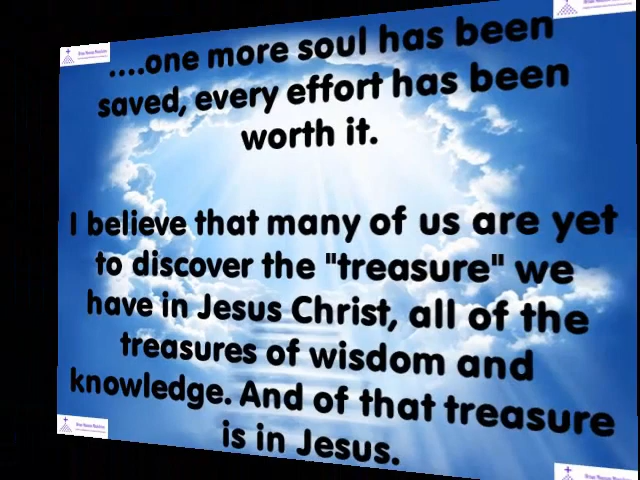 ....one more soul has been
saved, every effort has been
worth it.
I believe that many of us are yet
to discover the "treasure" we
have in Jesus Christ, all of the
treasures of wisdom and
knowledge. And of that treasure
is in Jesus.